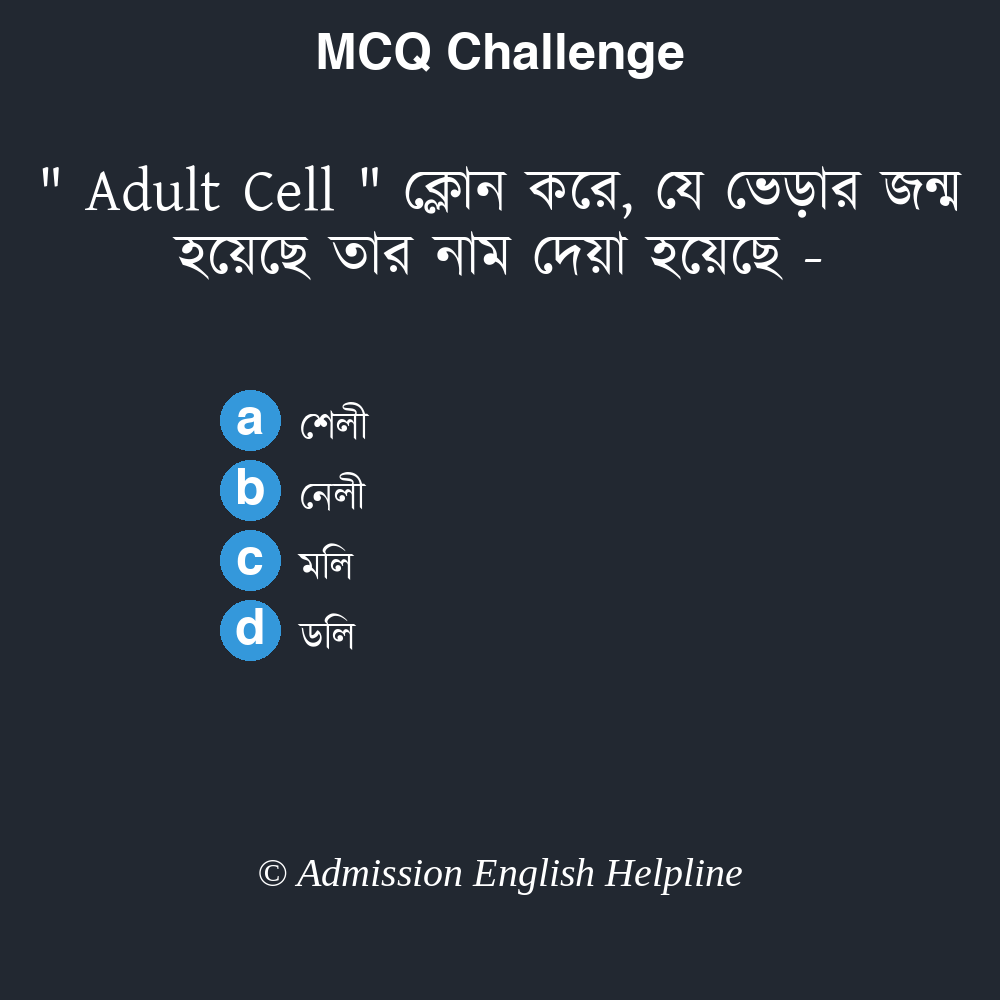 MCQ Challenge
" Adult Cell " ক্লোন করে, যে ভেড়ার জন্ম
হয়েছে তার নাম দেয়া হয়েছে -
a শেলী
b নেলী
c মলি
d ডলি
© Admission English Helpline